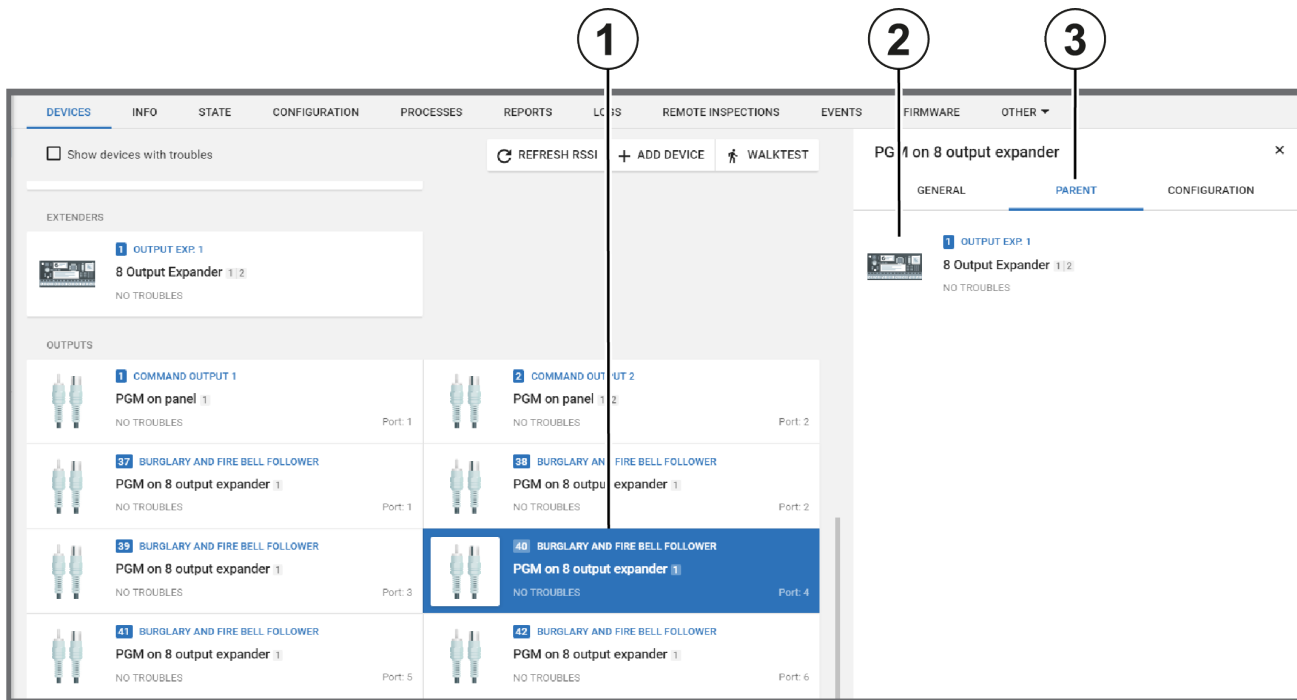 1 2 3
DEVICES INFO STATE CONFIGURATION PROCESSES REPORTS LOGS REMOTE INSPECTIONS EVENTS FIRMWARE OTHER
Show devices with troubles
REFRESH RSSI + ADD DEVICE WALKTEST
EXTENDERS
1 OUTPUT EXP. 1
8 Output Expander 1 2
NO TROUBLES
OUTPUTS
1 COMMAND OUTPUT 1
PGM on panel 1
NO TROUBLES Port: 1
2 COMMAND OUTPUT 2
PGM on panel 1 2
NO TROUBLES Port: 2
37 BURGLARY AND FIRE BELL FOLLOWER
PGM on 8 output expander 1
NO TROUBLES Port: 1
38 BURGLARY AND FIRE BELL FOLLOWER
PGM on 8 output expander 1
NO TROUBLES Port: 2
39 BURGLARY AND FIRE BELL FOLLOWER
PGM on 8 output expander 1
NO TROUBLES Port: 3
40 BURGLARY AND FIRE BELL FOLLOWER
PGM on 8 output expander 1
NO TROUBLES Port: 4
41 BURGLARY AND FIRE BELL FOLLOWER
PGM on 8 output expander 1
NO TROUBLES Port: 5
42 BURGLARY AND FIRE BELL FOLLOWER
PGM on 8 output expander 1
NO TROUBLES Port: 6
PGM on 8 output expander ×
GENERAL PARENT CONFIGURATION
1 OUTPUT EXP. 1
8 Output Expander 1 2
NO TROUBLES